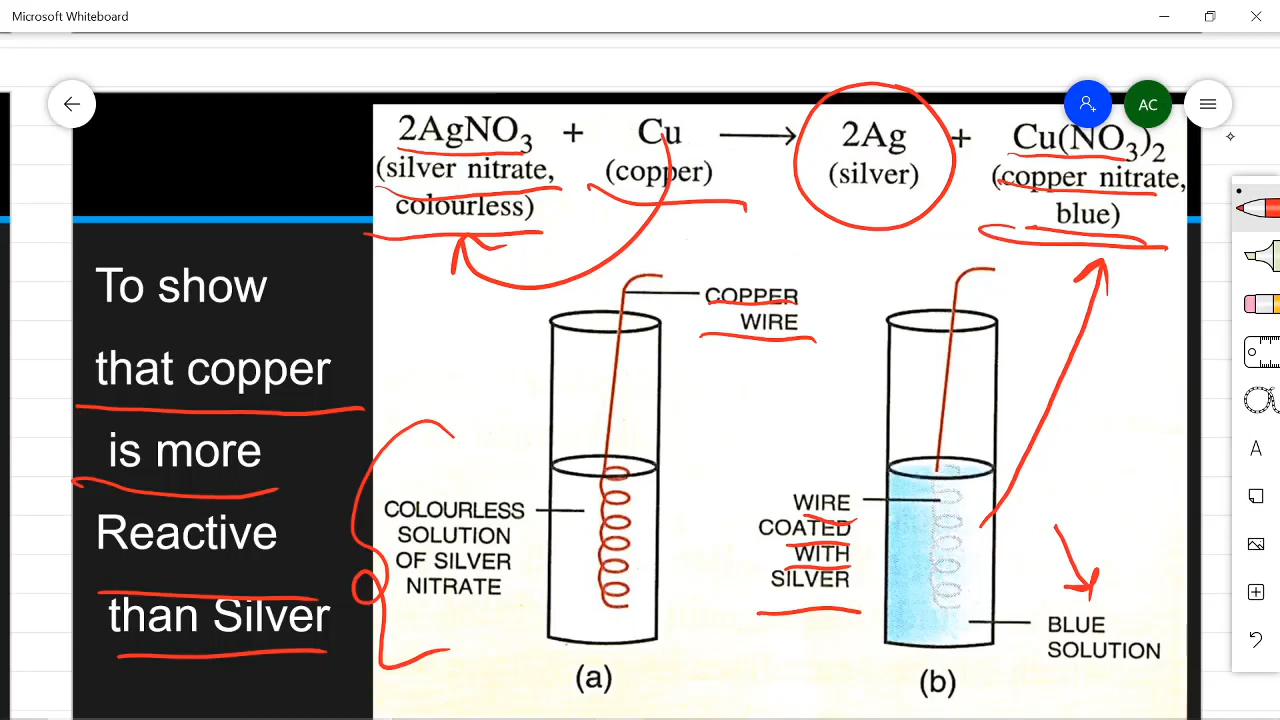 Microsoft Whiteboard
AC
2AgNO₃ + Cu ⟶ 2Ag + Cu(NO₃)₂
(silver nitrate, (copper) (silver) (copper nitrate,
colourless) blue)
To show
that copper
is more
Reactive
than Silver
COPPER
WIRE
COLOURLESS
SOLUTION
OF SILVER
NITRATE
WIRE
COATED
WITH
SILVER
BLUE
SOLUTION
(a)
(b)
A